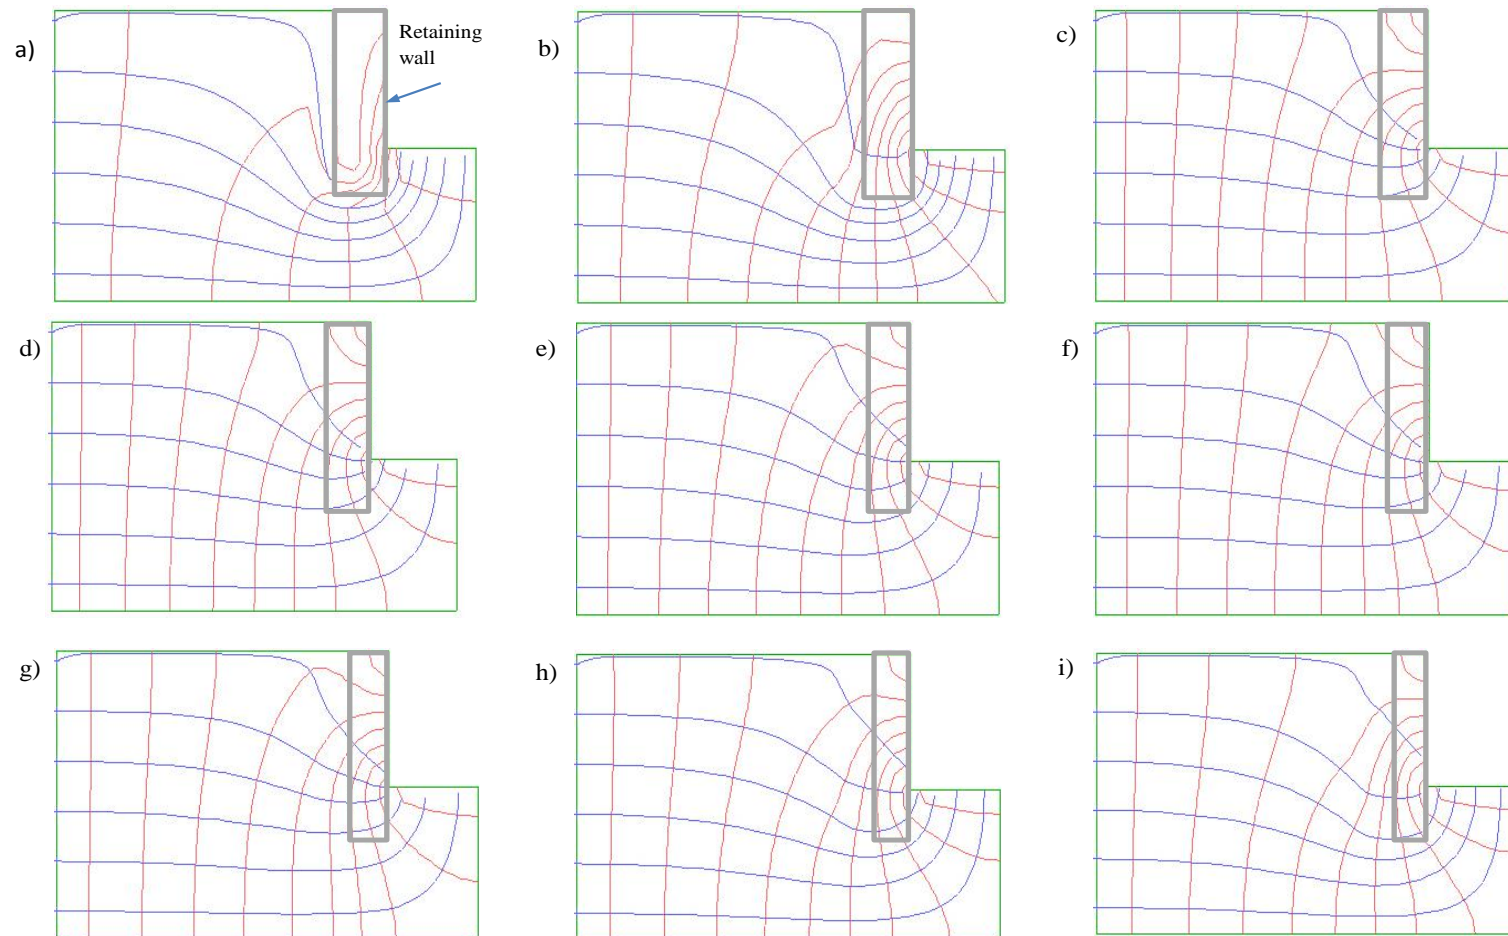 a)
Retaining
wall
b)
c)
d)
e)
f)
g)
h)
i)